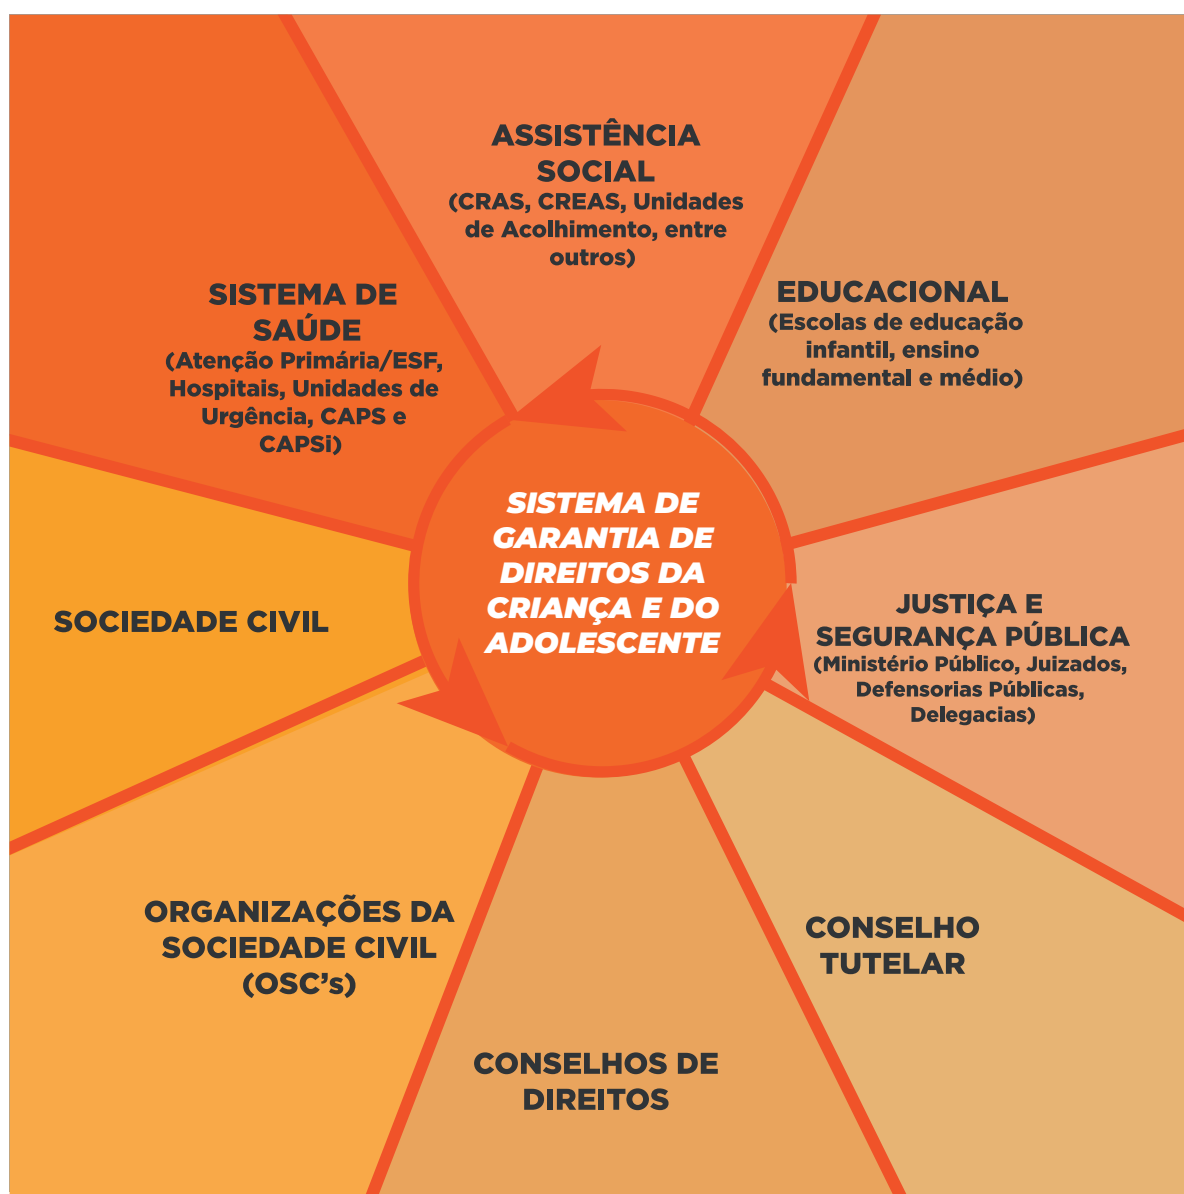 ASSISTÊNCIA
SOCIAL
(CRAS, CREAS, Unidades
de Acolhimento, entre
outros)
EDUCACIONAL
(Escolas de educação
infantil, ensino
fundamental e médio)
SISTEMA DE
SAÚDE
(Atenção Primária/ESF,
Hospitais, Unidades de
Urgência, CAPS e
CAPSi)
SISTEMA DE
GARANTIA DE
DIREITOS DA
CRIANÇA E DO
ADOLESCENTE
SOCIEDADE CIVIL
JUSTIÇA E
SEGURANÇA PÚBLICA
(Ministério Público, Juizados,
Defensorias Públicas,
Delegacias)
ORGANIZAÇÕES DA
SOCIEDADE CIVIL
(OSC's)
CONSELHO
TUTELAR
CONSELHOS DE
DIREITOS